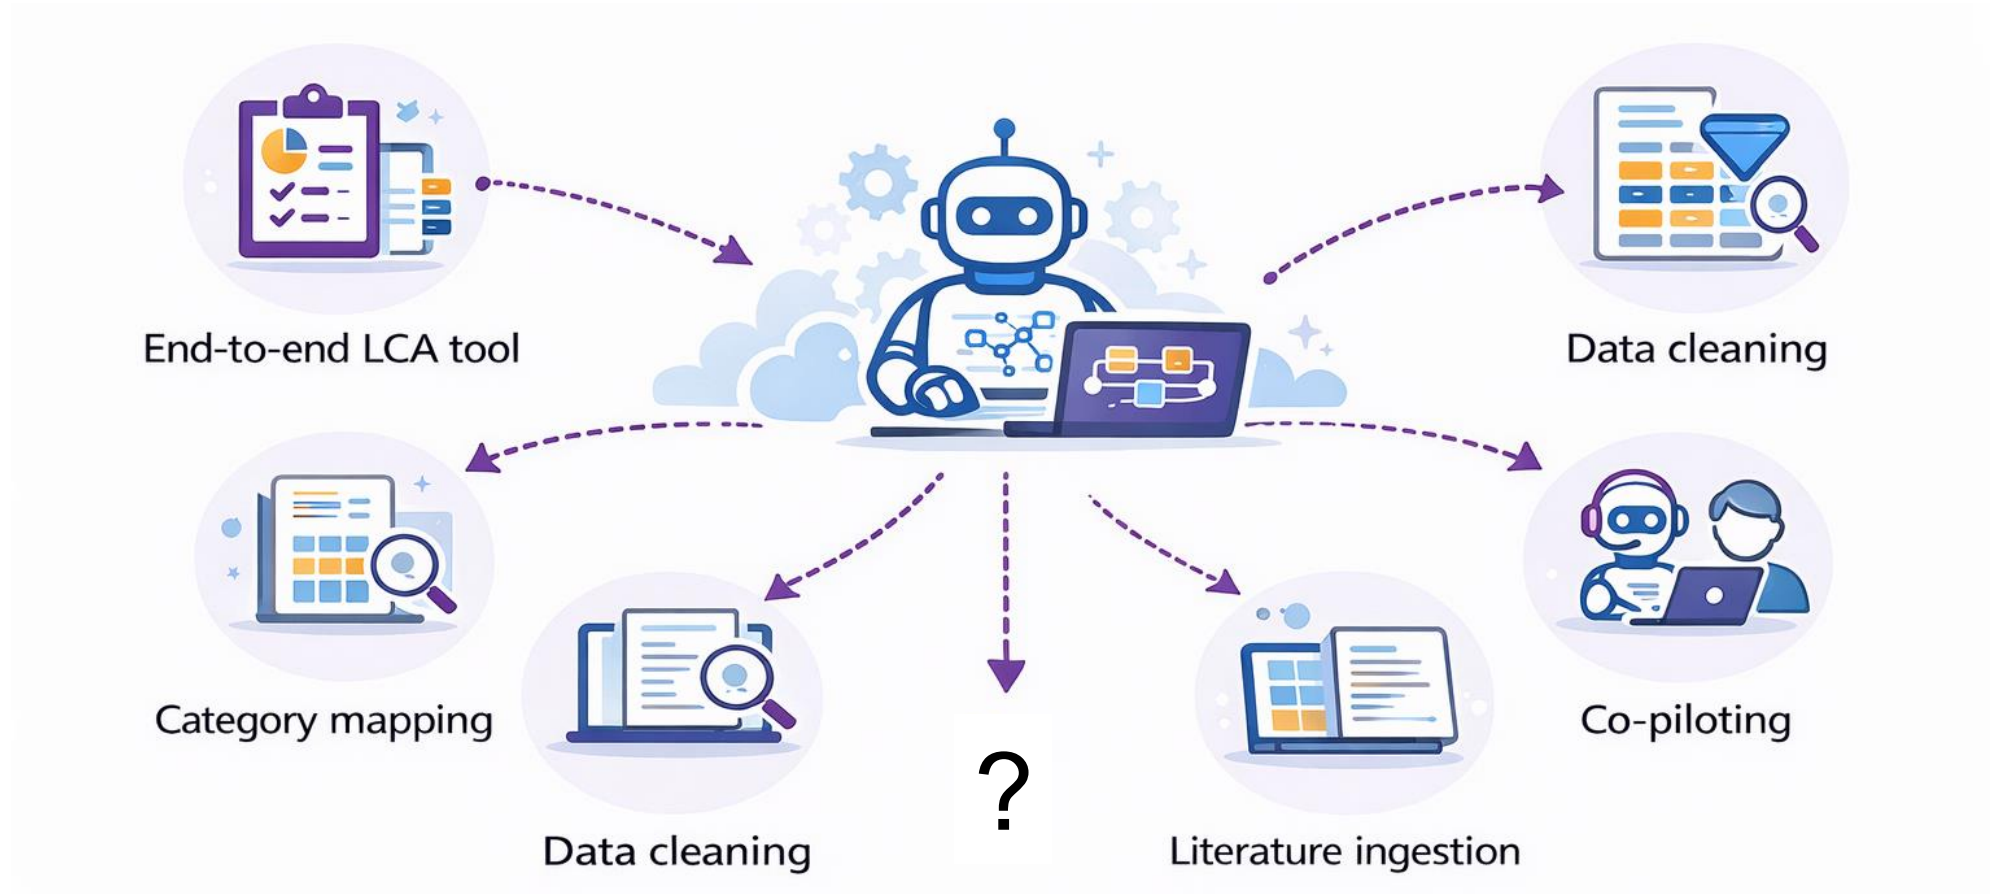 End-to-end LCA tool
Data cleaning
Category mapping
Co-piloting
Data cleaning
?
Literature ingestion